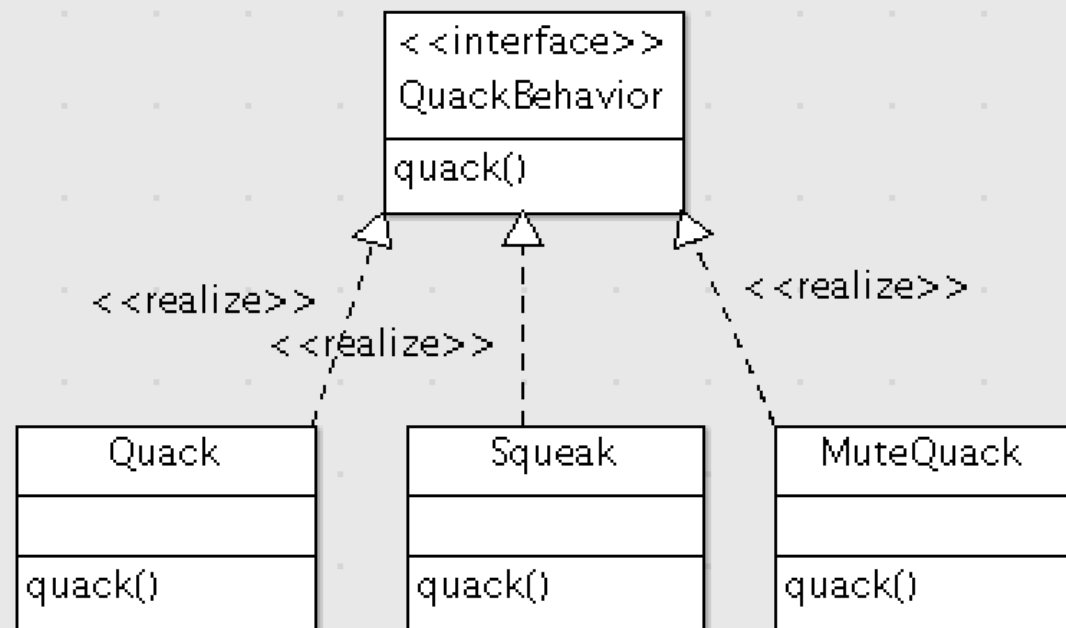 <<interface>>
QuackBehavior
quack()
<<realize>>
<<realize>>
<<realize>>
Quack
Squeak
MuteQuack
quack()
quack()
quack()